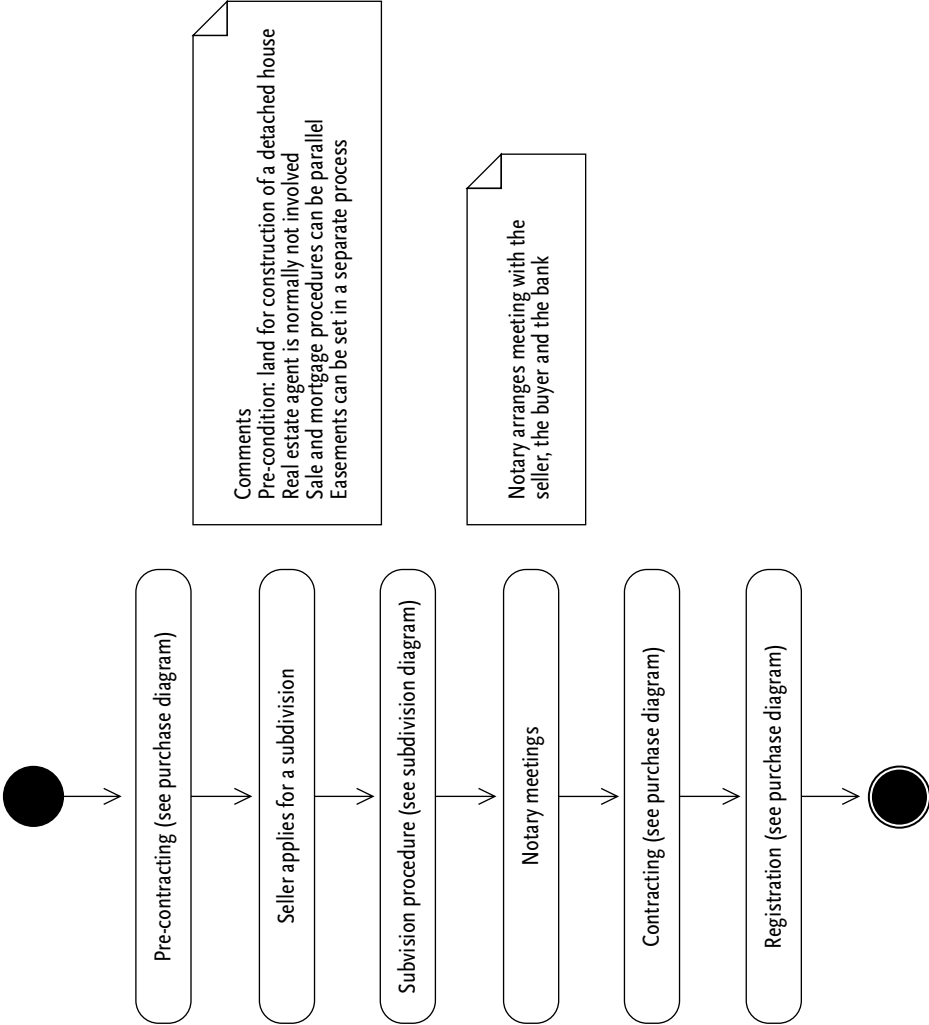 Comments
Pre-condition: land for construction of a detached house
Real estate agent is normally not involved
Sale and mortgage procedures can be parallel
Easements can be set in a separate process
Notary arranges meeting with the
seller, the buyer and the bank
Pre-contracting (see purchase diagram)
Seller applies for a subdivision
Subvision procedure (see subdivision diagram)
Notary meetings
Contracting (see purchase diagram)
Registration (see purchase diagram)